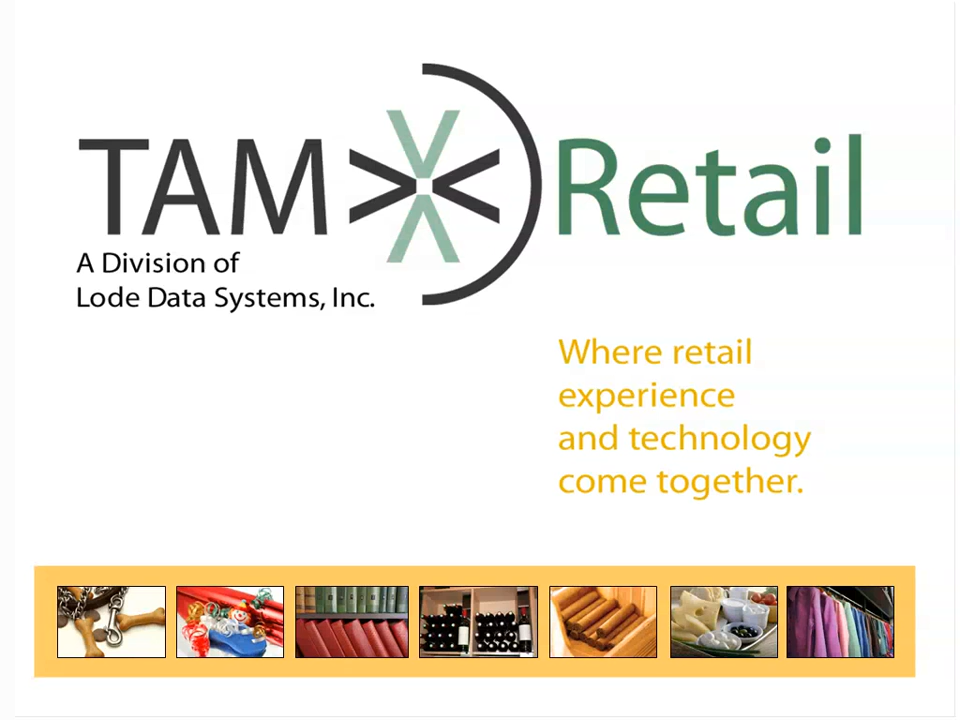 TAM Retail
A Division of
Lode Data Systems, Inc.
Where retail
experience
and technology
come together.